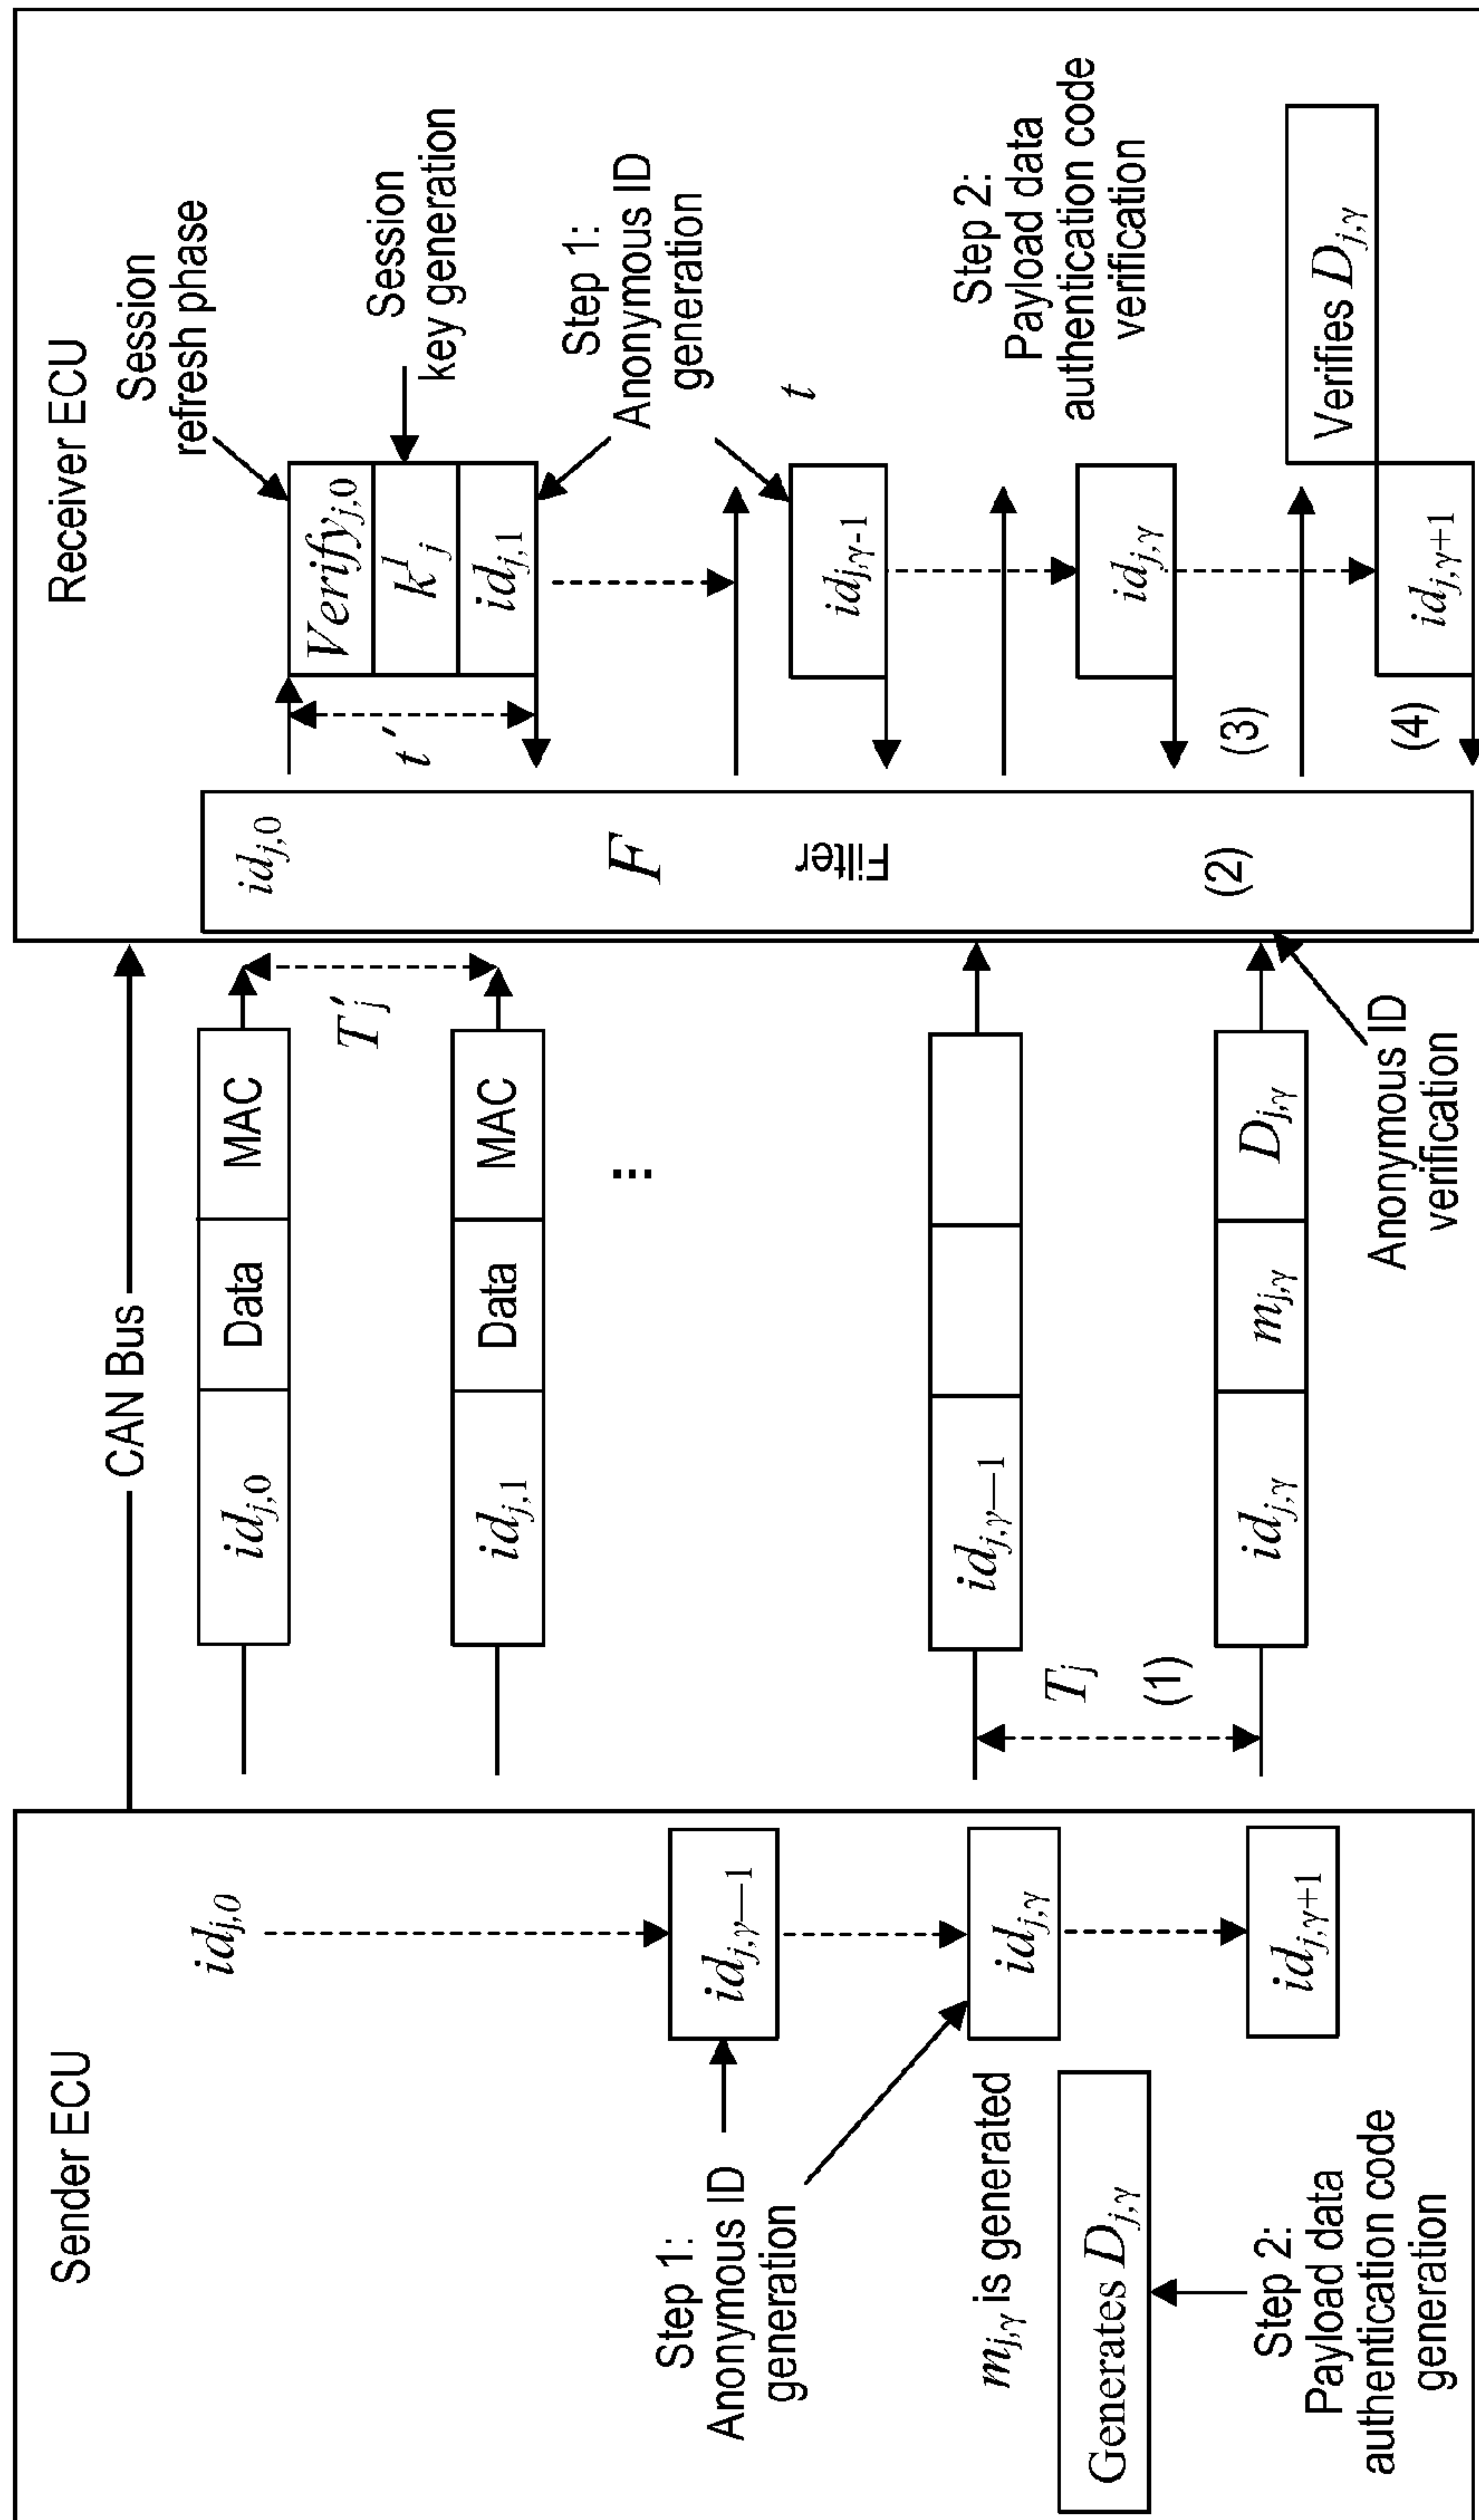 Sender ECU
id_{j,0}
Step 1:
Anonymous ID
generation
id_{j,γ—1}
id_{j,γ}
m_{j,γ} is generated
Generates D_{j,γ}
Step 2:
Payload data
authentication code
generation
id_{j,γ+1}
CAN Bus
id_{j,0} Data MAC
T′_j
id_{j,1} Data MAC
...
id_{j,γ—1}
T_j
(1)
id_{j,γ} m_{j,γ} D_{j,γ}
Anonymous ID
verification
Receiver ECU
id_{j,0}
F
Filter
(2)
Session
refresh phase
Verify_{j,0}
k_j
id_{j,1}
t′
Session
key generation
Step 1:
Anonymous ID
generation
t
id_{j,γ-1}
Step 2:
Payload data
authentication code
verification
id_{j,γ}
(3)
Verifies D_{j,γ}
(4)
id_{j,γ+1}